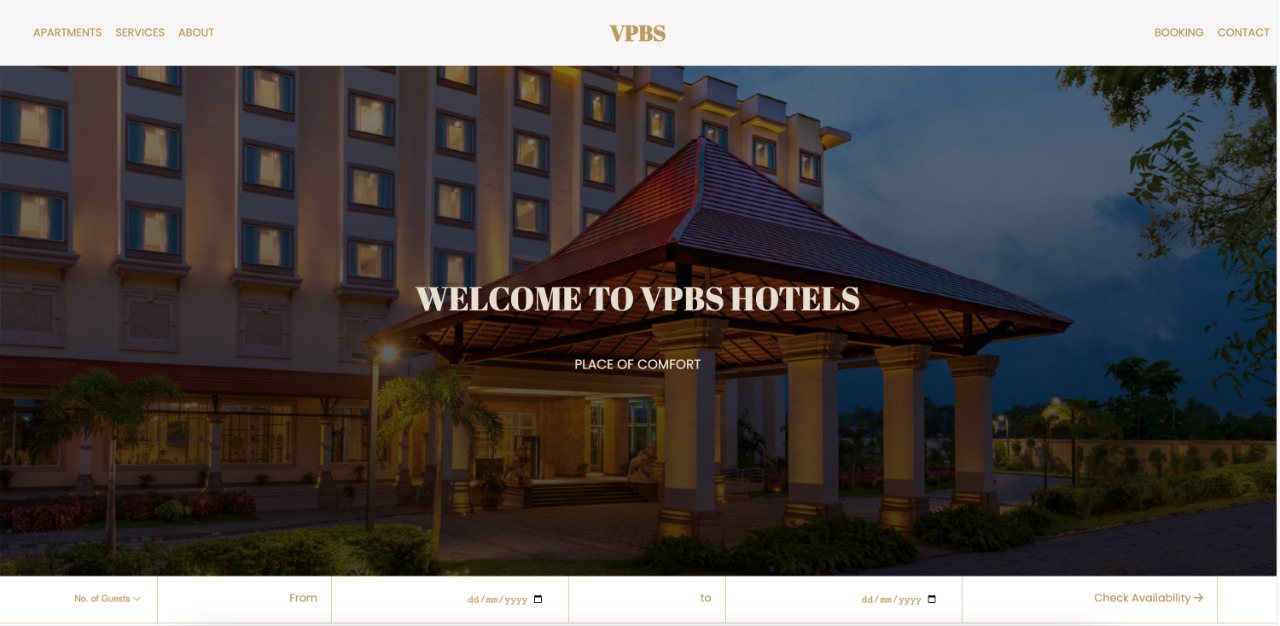 APARTMENTS SERVICES ABOUT VPBS BOOKING CONTACT
WELCOME TO VPBS HOTELS
PLACE OF COMFORT
No. of Guests From dd/mm/yyyy to dd/mm/yyyy Check Availability →